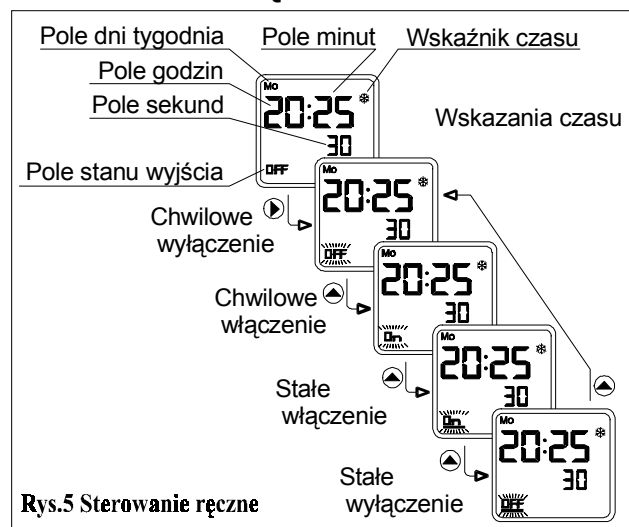 Pole dni tygodnia
Pole minut
Wskaźnik czasu
Pole godzin
Pole sekund
Pole stanu wyjścia
Wskazania czasu
Mo
20:25
30
OFF
Chwilowe
wyłączenie
Mo
20:25
30
OFF
Chwilowe
włączenie
Mo
20:25
30
On
Stałe
włączenie
Mo
20:25
30
On
Stałe
wyłączenie
Mo
20:25
30
OFF
Rys.5 Sterowanie ręczne